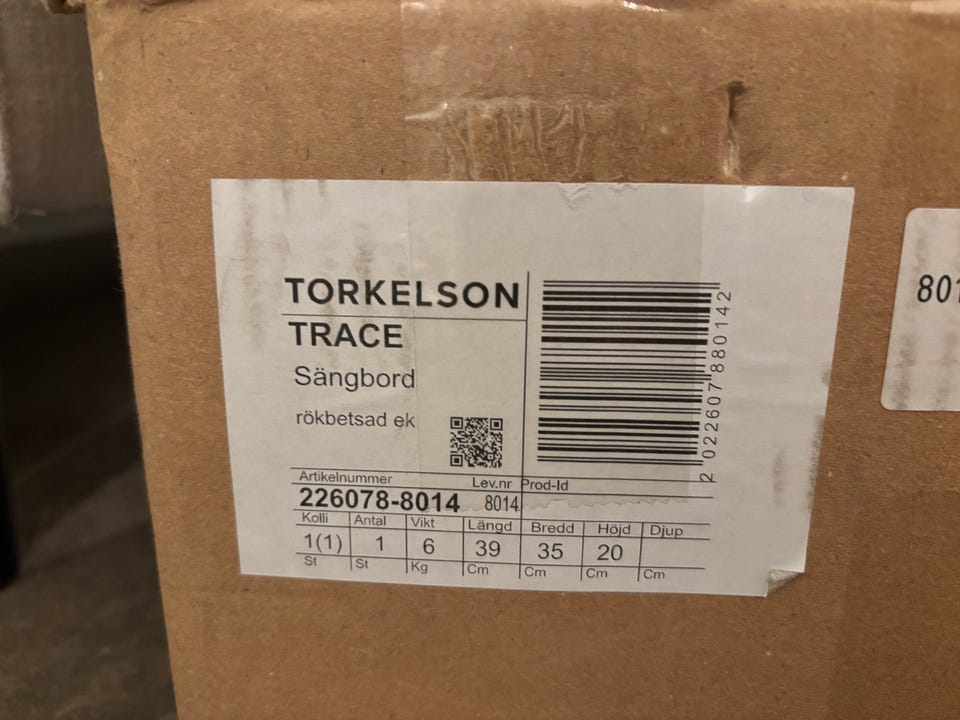 TORKELSON
TRACE
Sängbord
rökbetsad ek
2 022607 880142
Artikelnummer Lev.nr Prod-Id
226078-8014 8014
Kolli Antal Vikt Längd Bredd Höjd Djup
1(1) 1 6 39 35 20
St St Kg Cm Cm Cm Cm